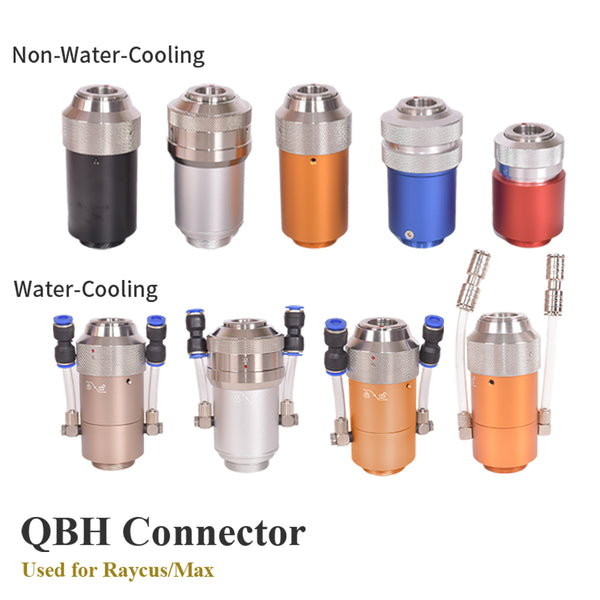 Non-Water-Cooling
Water-Cooling
QBH Connector
Used for Raycus/Max